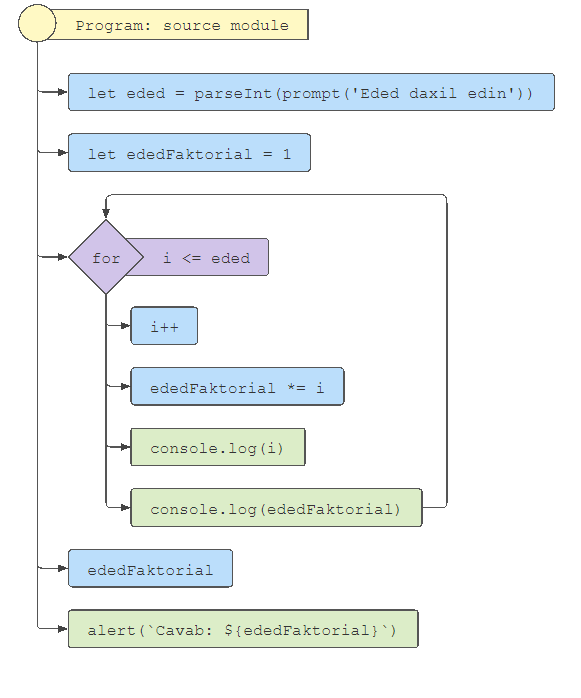 Program: source module
let eded = parseInt(prompt('Eded daxil edin'))
let ededFaktorial = 1
for i <= eded
i++
ededFaktorial *= i
console.log(i)
console.log(ededFaktorial)
ededFaktorial
alert(`Cavab: ${ededFaktorial}`)